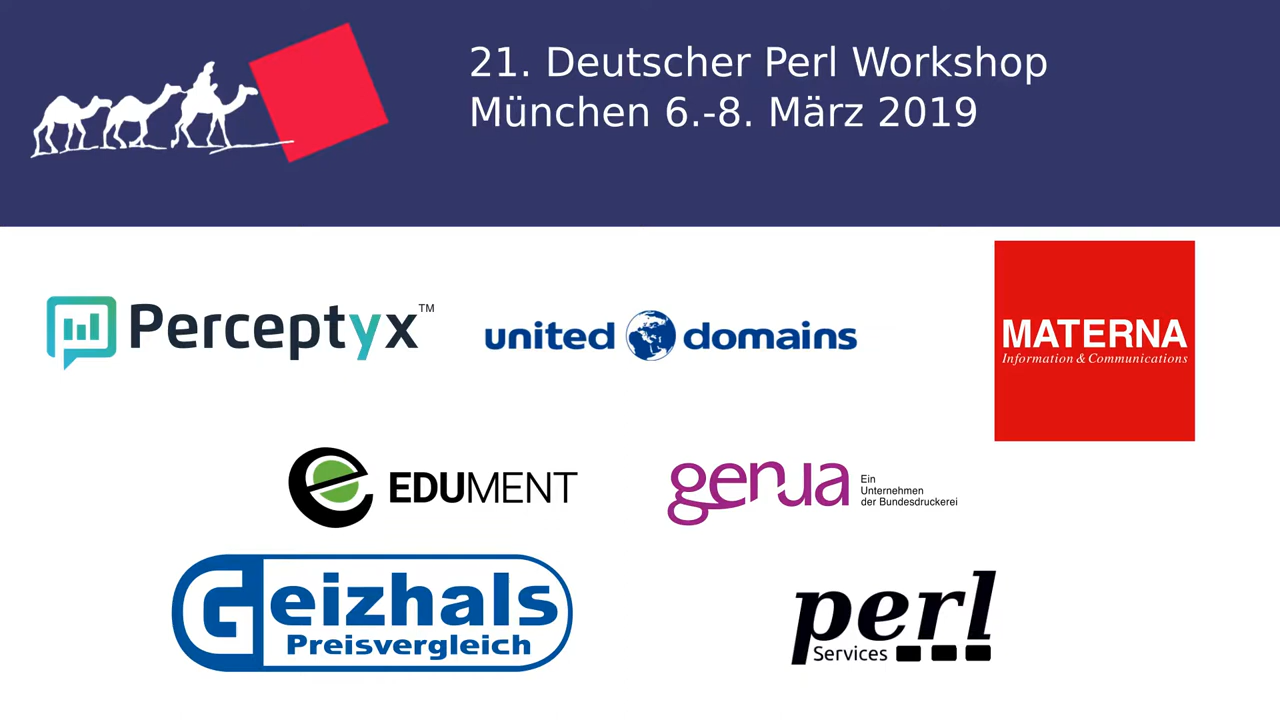 21. Deutscher Perl Workshop
München 6.-8. März 2019
Perceptyx™
united domains
MATERNA
Information & Communications
EDUMENT
genua
Ein
Unternehmen
der Bundesdruckerei
Geizhals
Preisvergleich
perl
Services